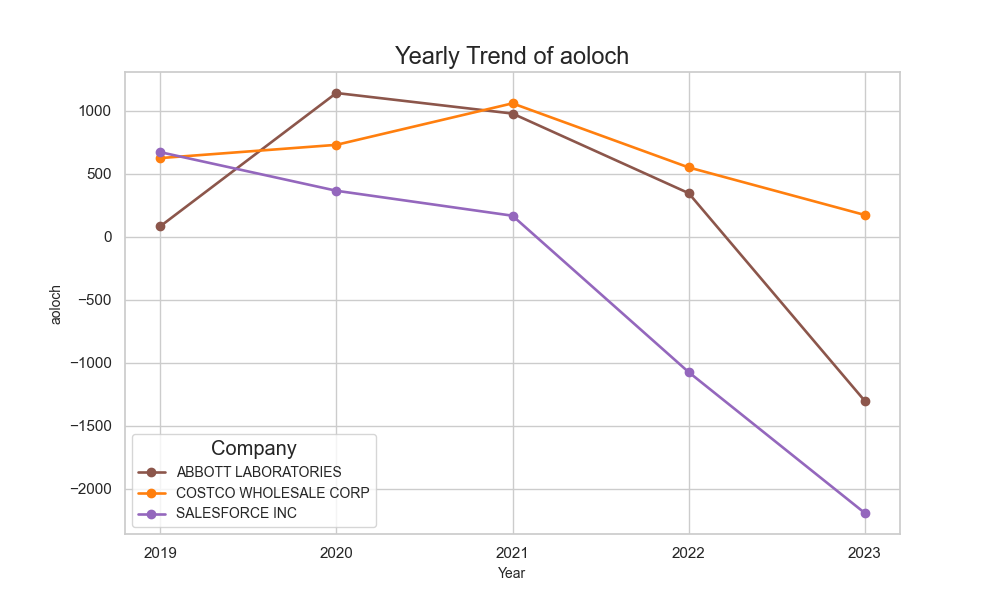 Yearly Trend of aoloch
1000
500
0
−500
−1000
−1500
−2000
aoloch
Company
ABBOTT LABORATORIES
COSTCO WHOLESALE CORP
SALESFORCE INC
2019 2020 2021 2022 2023
Year